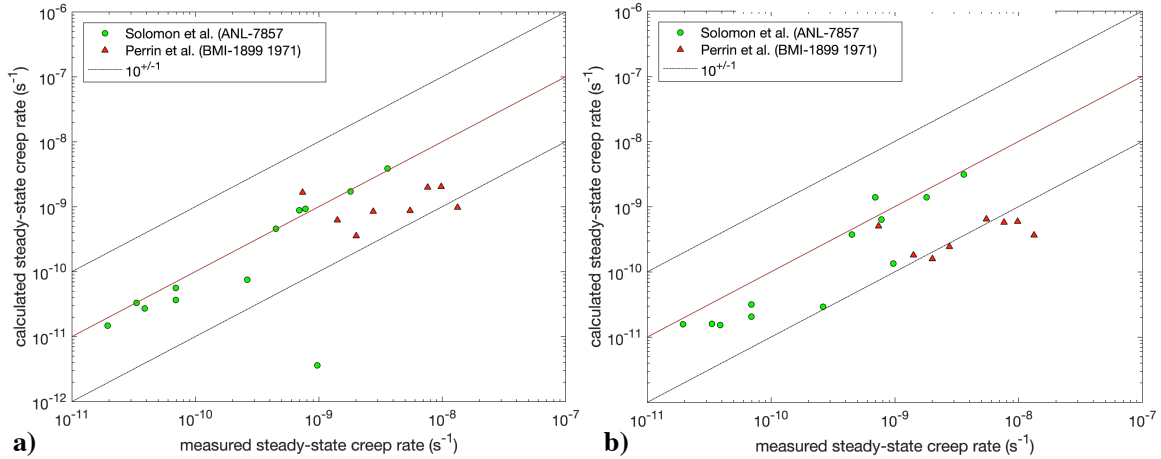 10^-6
10^-7
10^-8
10^-9
10^-10
10^-11
10^-12
calculated steady-state creep rate (s^-1)
Solomon et al. (ANL-7857
Perrin et al. (BMI-1899 1971)
10^+/-1
10^-11
10^-10
10^-9
10^-8
10^-7
measured steady-state creep rate (s^-1)
a)
10^-6
10^-7
10^-8
10^-9
10^-10
10^-11
calculated steady-state creep rate (s^-1)
Solomon et al. (ANL-7857
Perrin et al. (BMI-1899 1971)
10^+/-1
10^-11
10^-10
10^-9
10^-8
10^-7
measured steady-state creep rate (s^-1)
b)